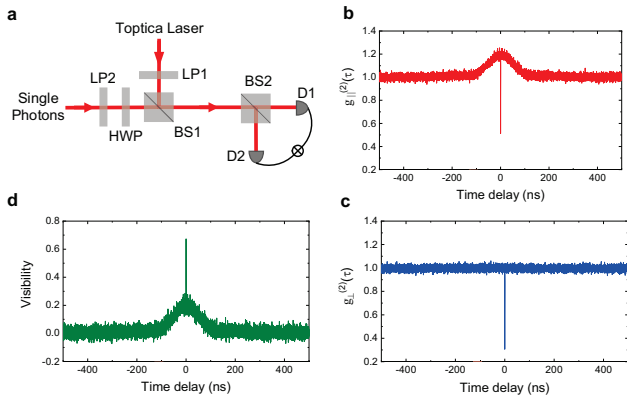 a
Toptica Laser
LP2
LP1
BS2
D1
Single
Photons
HWP
BS1
D2
b
g||(2)(τ)
1.4
1.2
1.0
0.8
0.6
0.4
0.2
-400
-200
0
200
400
Time delay (ns)
d
Visibility
0.8
0.6
0.4
0.2
0.0
-0.2
-400
-200
0
200
400
Time delay (ns)
c
g⊥(2)(τ)
1.4
1.2
1.0
0.8
0.6
0.4
0.2
-400
-200
0
200
400
Time delay (ns)